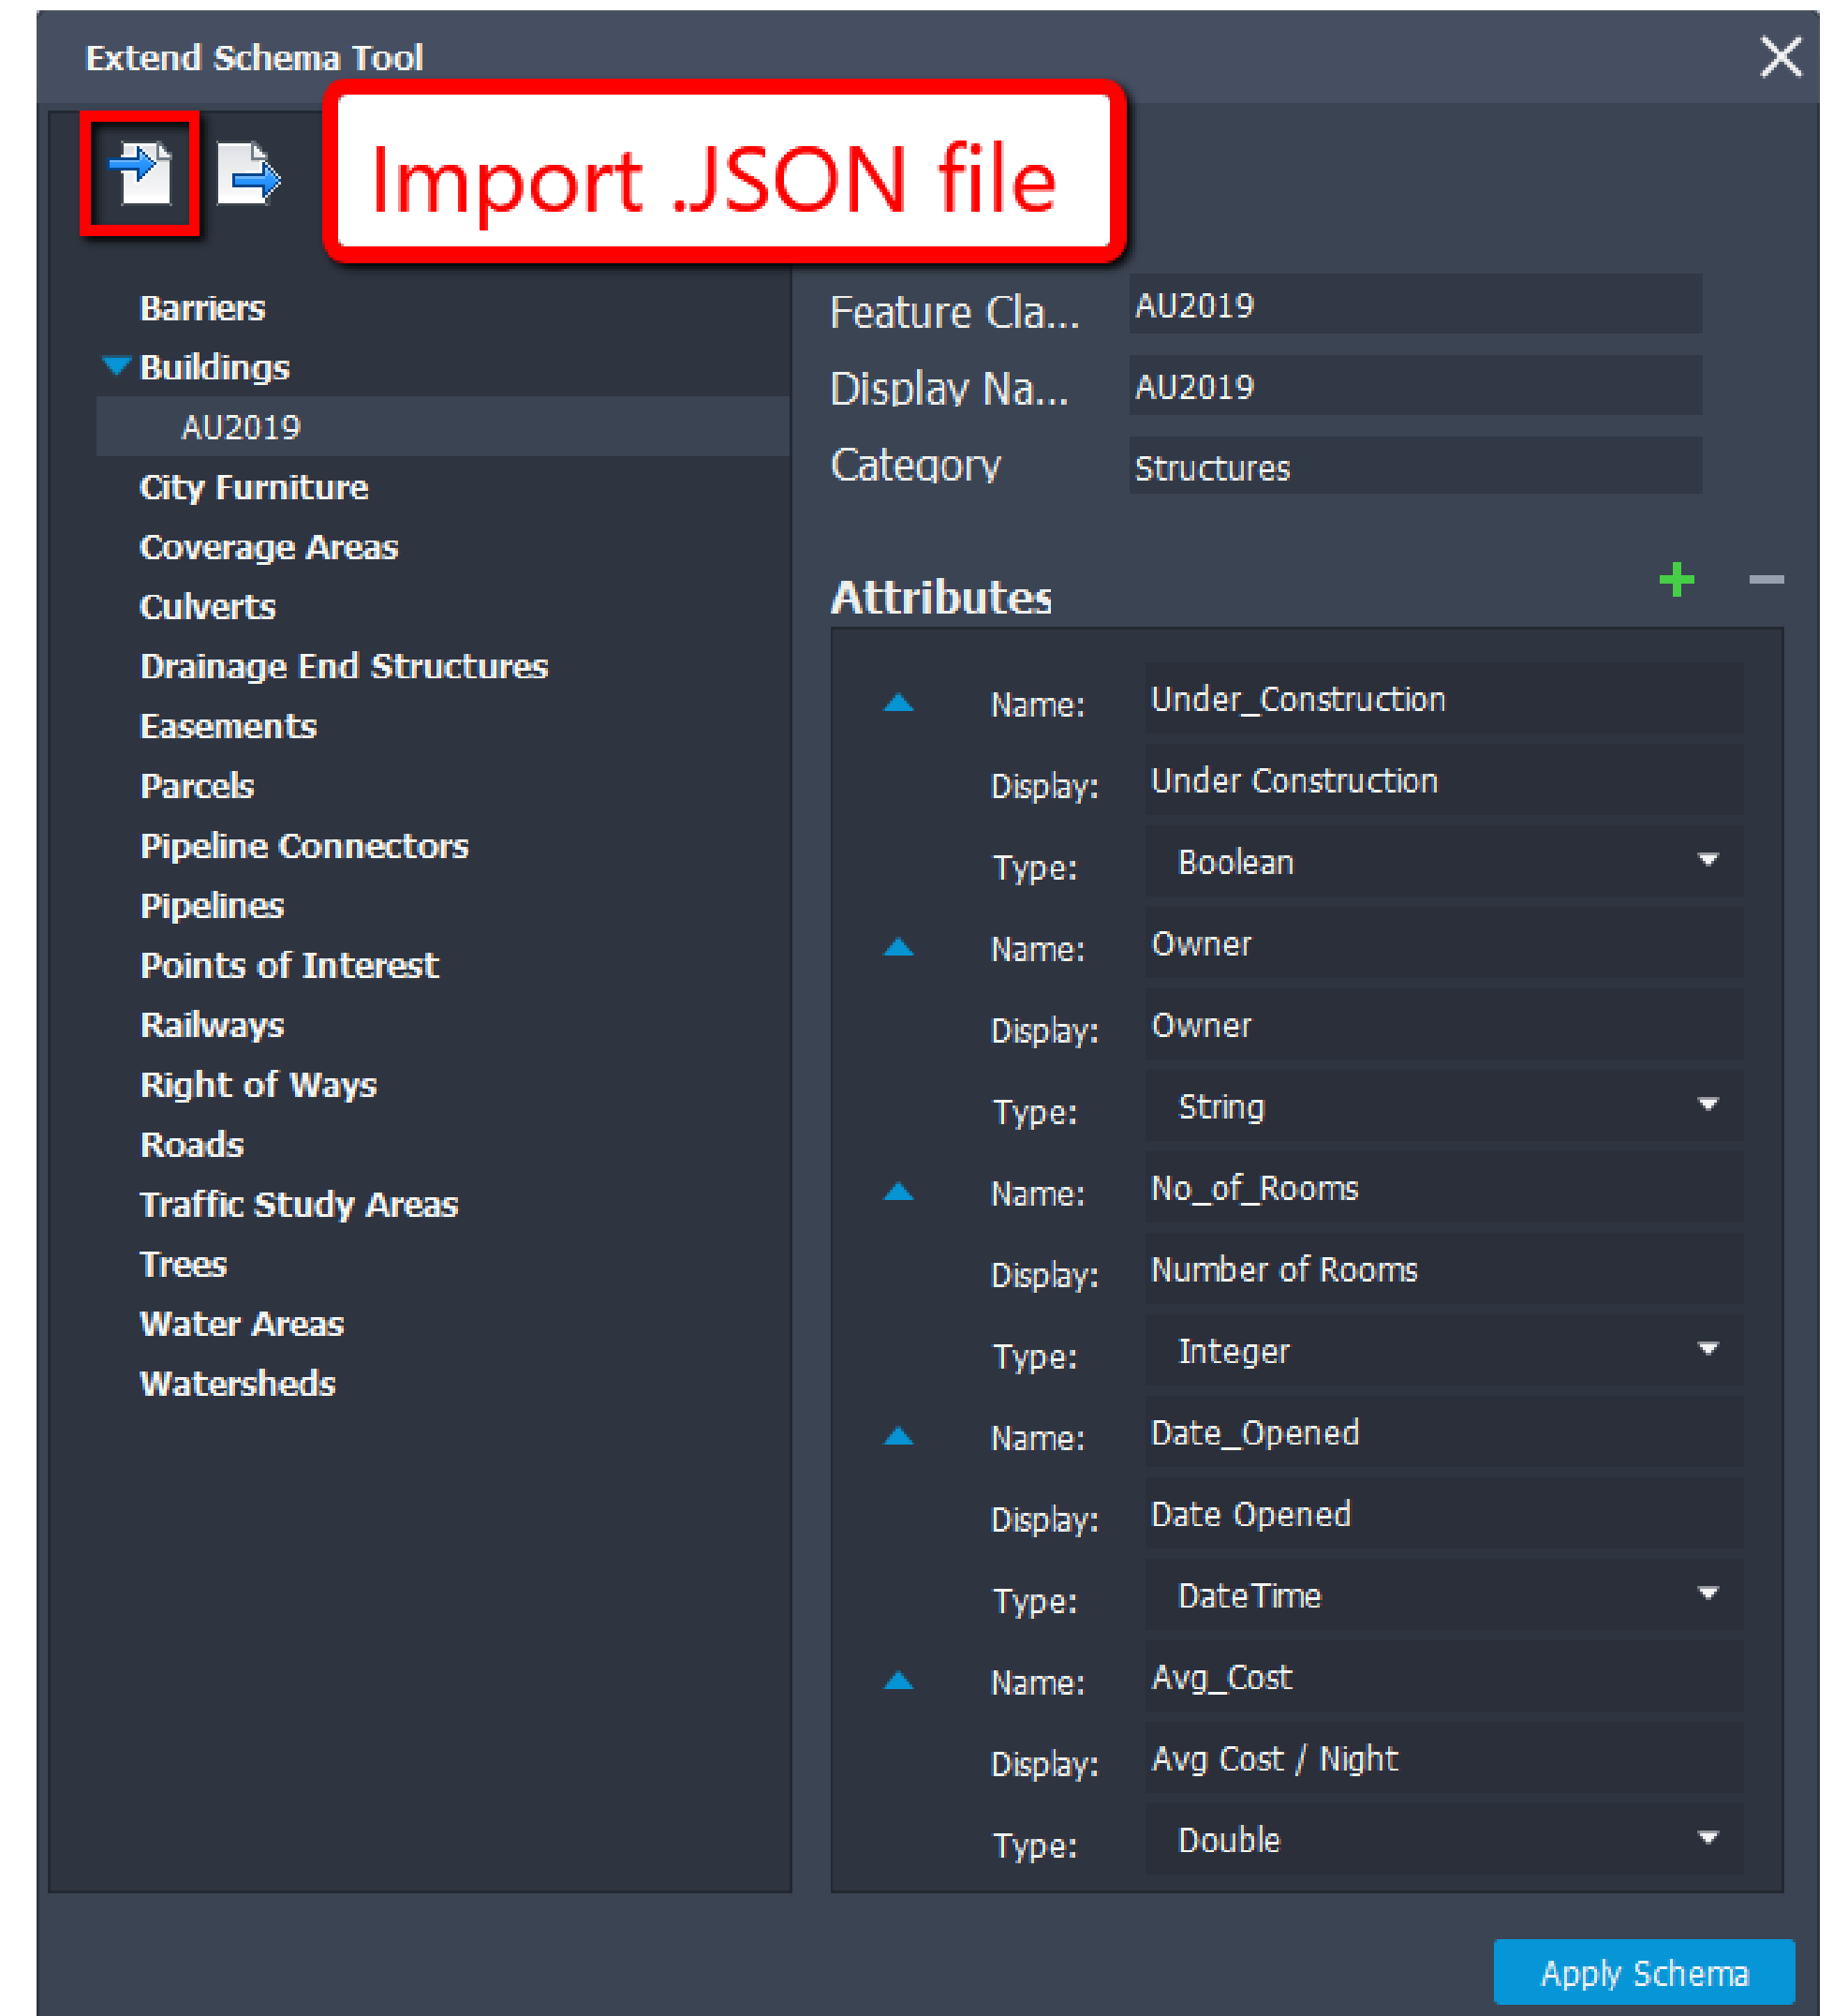 Extend Schema Tool
Import .JSON file
Barriers
Buildings
AU2019
City Furniture
Coverage Areas
Culverts
Drainage End Structures
Easements
Parcels
Pipeline Connectors
Pipelines
Points of Interest
Railways
Right of Ways
Roads
Traffic Study Areas
Trees
Water Areas
Watersheds
Feature Cla... AU2019
Display Na... AU2019
Category Structures
Attributes
Name: Under_Construction
Display: Under Construction
Type: Boolean
Name: Owner
Display: Owner
Type: String
Name: No_of_Rooms
Display: Number of Rooms
Type: Integer
Name: Date_Opened
Display: Date Opened
Type: DateTime
Name: Avg_Cost
Display: Avg Cost / Night
Type: Double
Apply Schema